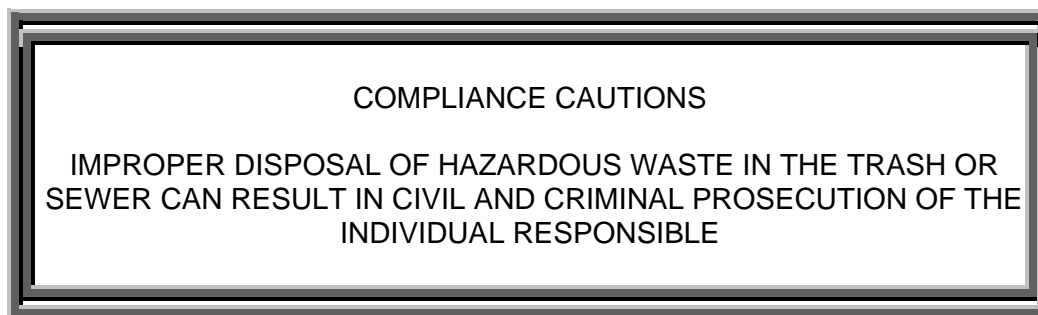 COMPLIANCE CAUTIONS
IMPROPER DISPOSAL OF HAZARDOUS WASTE IN THE TRASH OR
SEWER CAN RESULT IN CIVIL AND CRIMINAL PROSECUTION OF THE
INDIVIDUAL RESPONSIBLE